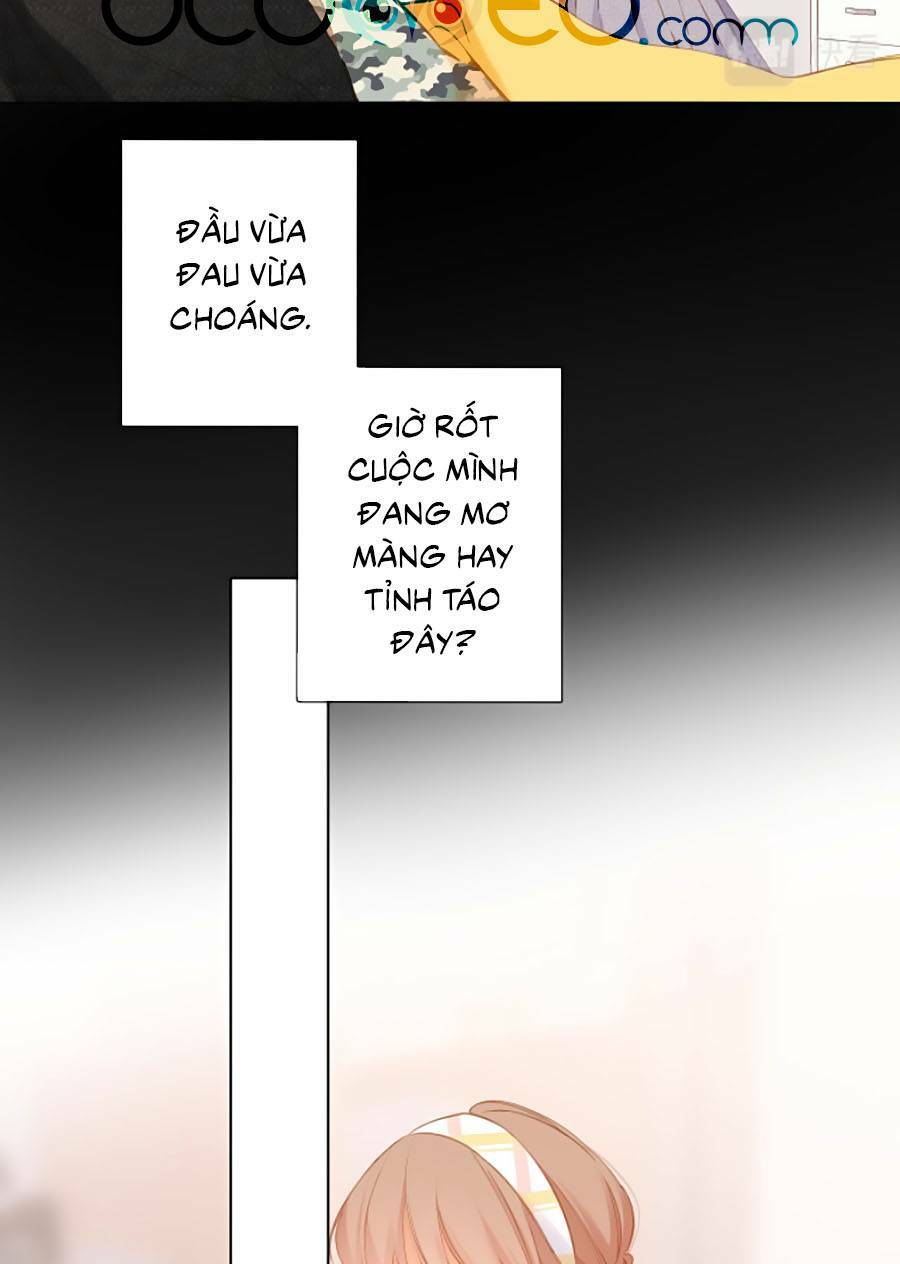 ĐẦU VỪA
ĐAU VỪA
CHOÁNG.
GIỜ RỐT
CUỘC MÌNH
ĐANG MƠ
MÀNG HAY
TỈNH TÁO
ĐÂY?